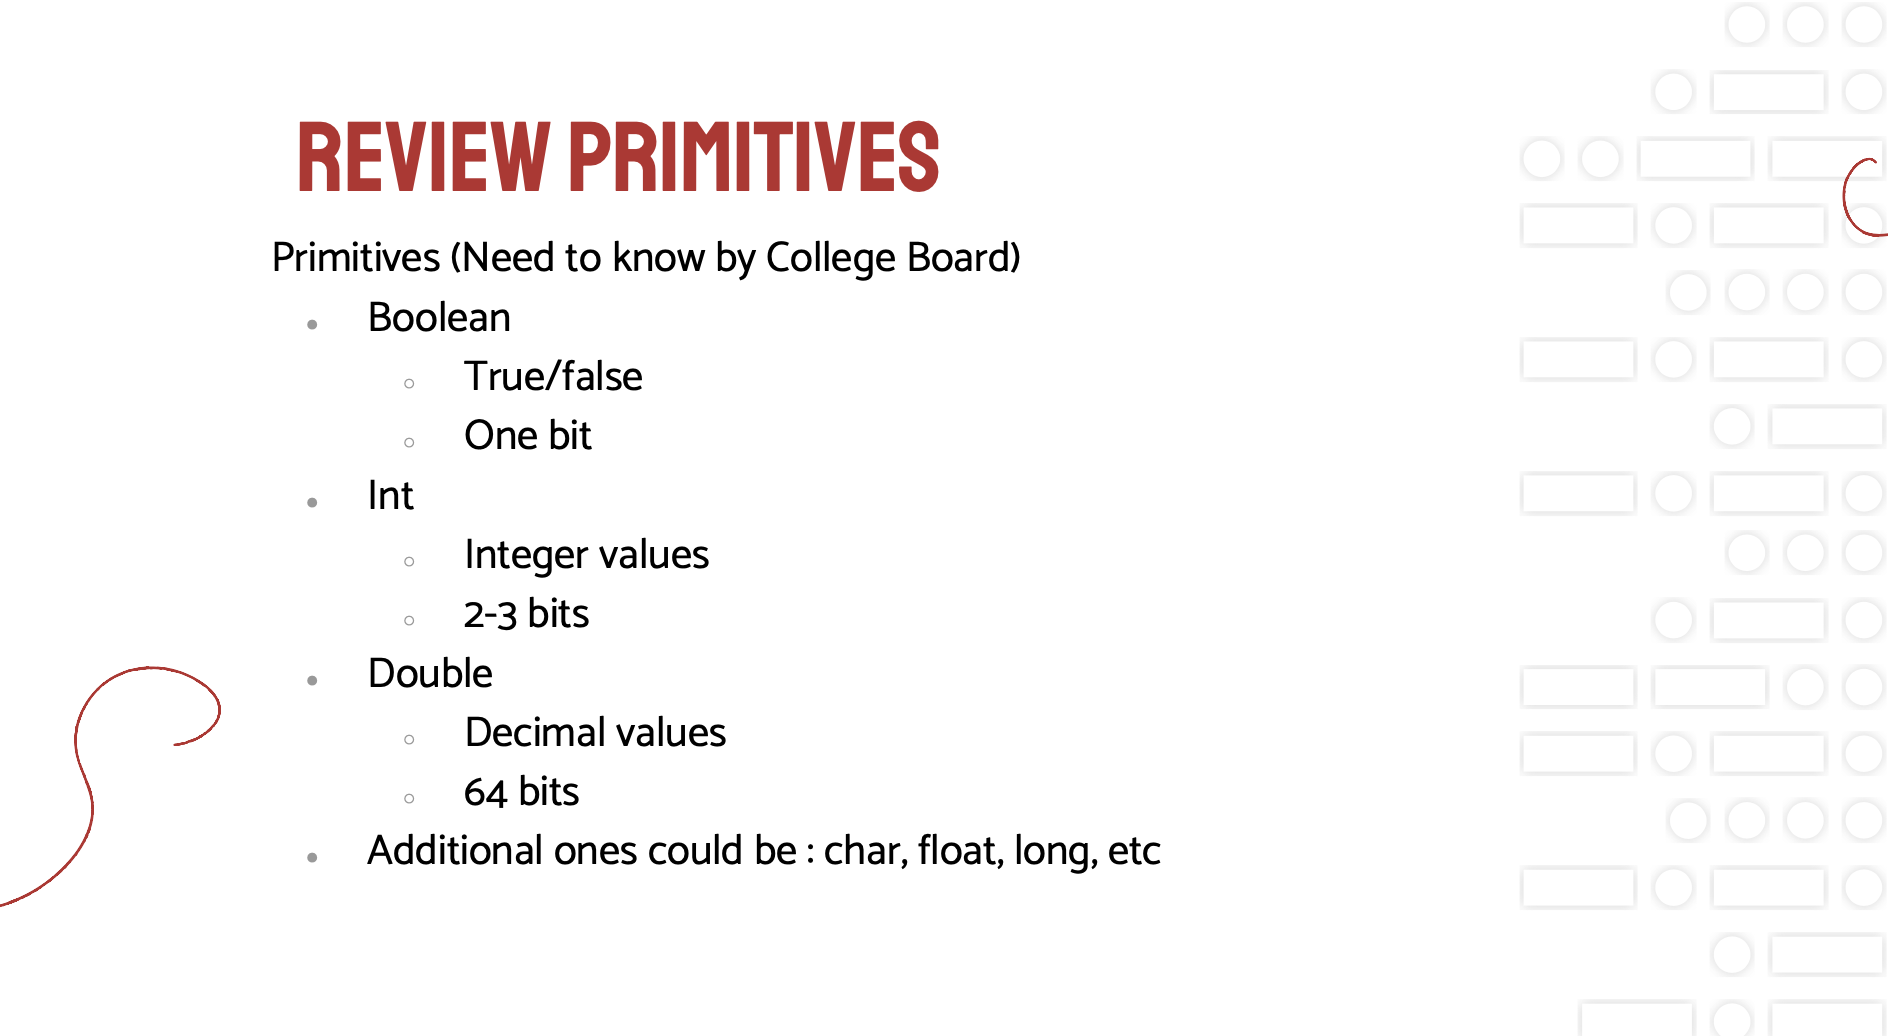 REVIEW PRIMITIVES
Primitives (Need to know by College Board)
Boolean
True/false
One bit
Int
Integer values
2-3 bits
Double
Decimal values
64 bits
Additional ones could be : char, float, long, etc